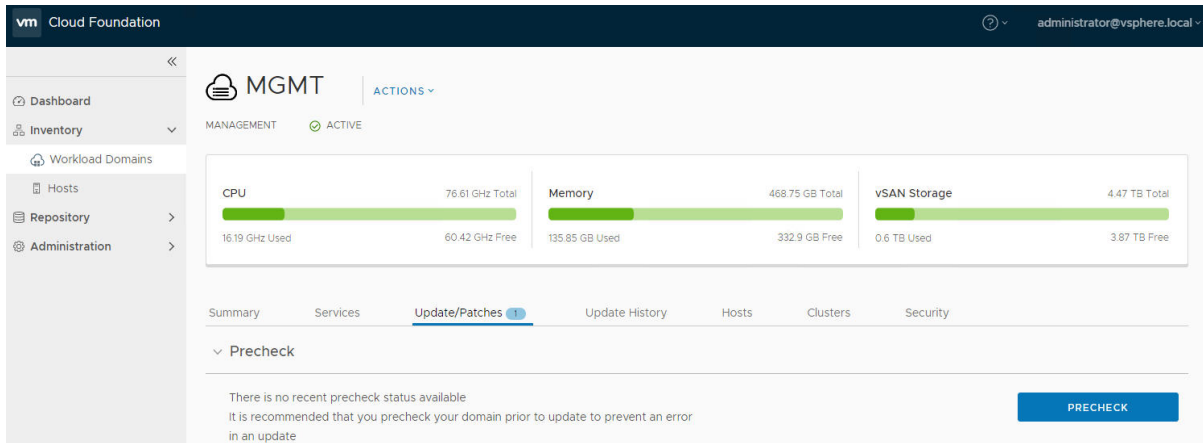 vm Cloud Foundation
administrator@vsphere.local
MGMT
ACTIONS
Dashboard
Inventory
Workload Domains
Hosts
Repository
Administration
MANAGEMENT ACTIVE
CPU 76.61 GHz Total
16.19 GHz Used 60.42 GHz Free
Memory 468.75 GB Total
135.85 GB Used 332.9 GB Free
vSAN Storage 4.47 TB Total
0.6 TB Used 3.87 TB Free
Summary Services Update/Patches 1 Update History Hosts Clusters Security
Precheck
There is no recent precheck status available
It is recommended that you precheck your domain prior to update to prevent an error
in an update
PRECHECK